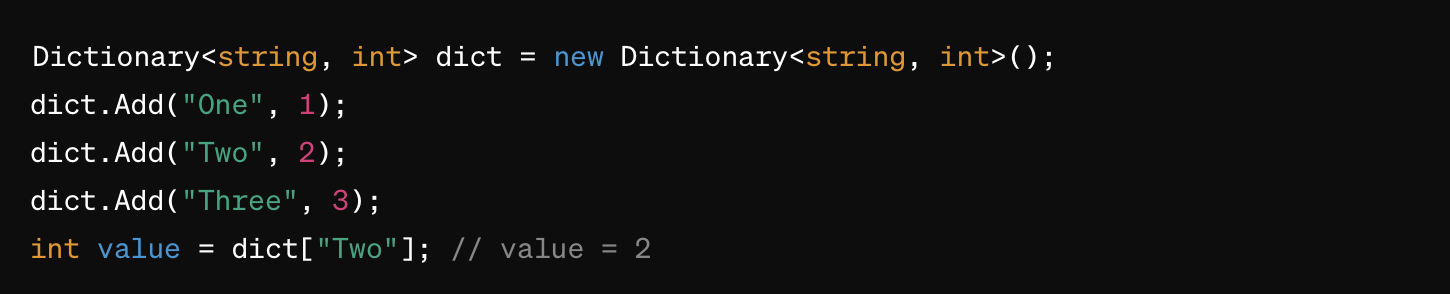 Dictionary<string, int> dict = new Dictionary<string, int>();
dict.Add("One", 1);
dict.Add("Two", 2);
dict.Add("Three", 3);
int value = dict["Two"]; // value = 2